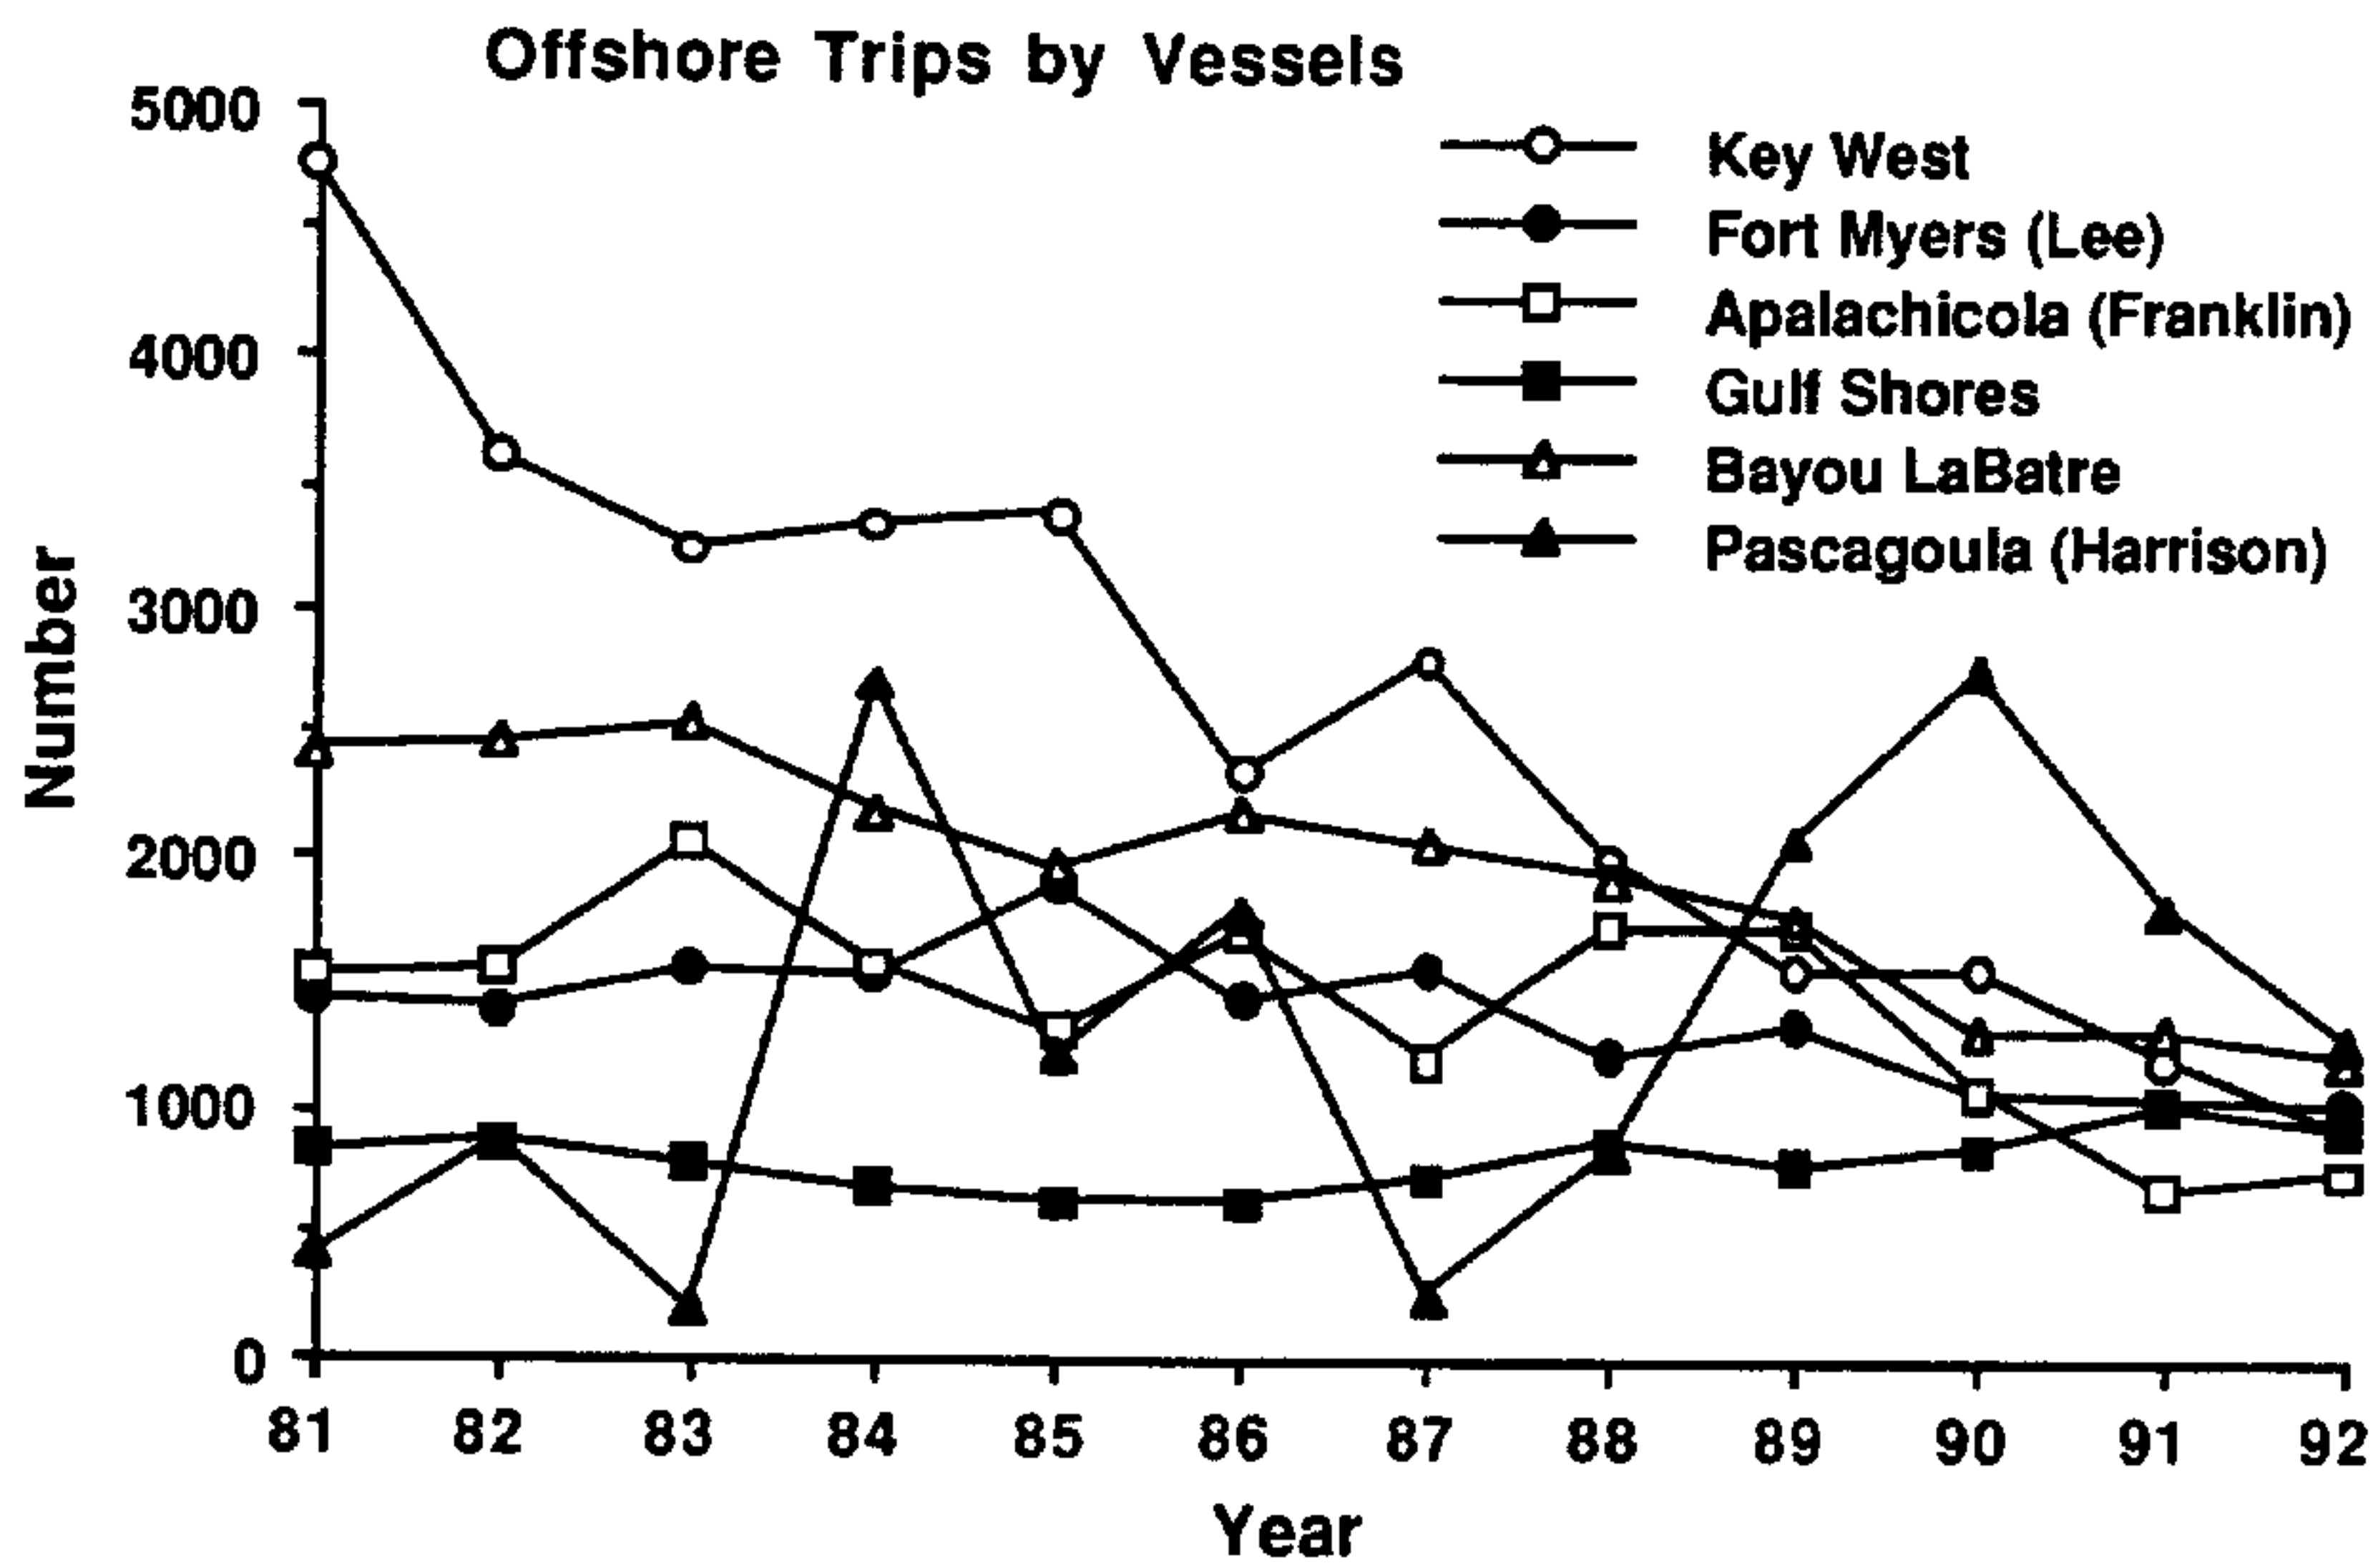 Offshore Trips by Vessels
5000
4000
3000
2000
1000
0
Number
Key West
Fort Myers (Lee)
Apalachicola (Franklin)
Gulf Shores
Bayou LaBatre
Pascagoula (Harrison)
81 82 83 84 85 86 87 88 89 90 91 92
Year